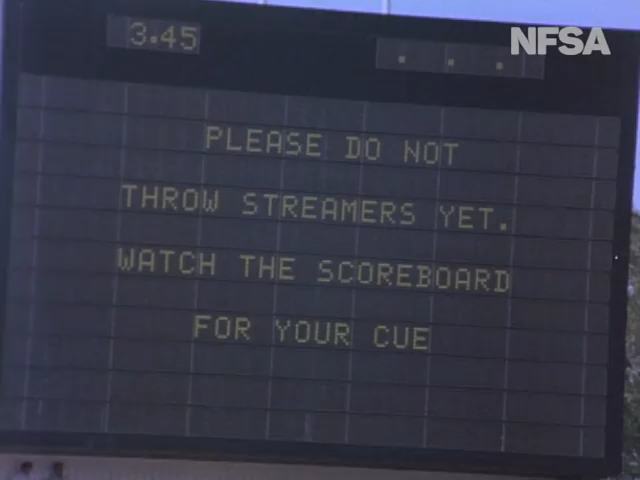 3.45
NFSA
PLEASE DO NOT
THROW STREAMERS YET.
WATCH THE SCOREBOARD
FOR YOUR CUE